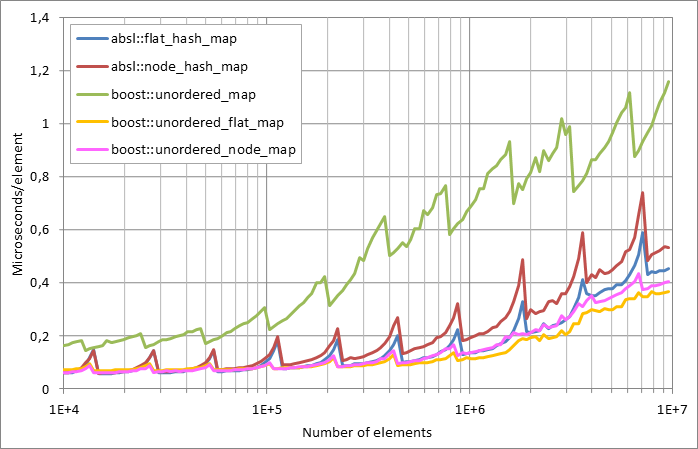 1,4
1,2
1
0,8
0,6
0,4
0,2
0
Microseconds/element
absl::flat_hash_map
absl::node_hash_map
boost::unordered_map
boost::unordered_flat_map
boost::unordered_node_map
1E+4
1E+5
1E+6
1E+7
Number of elements